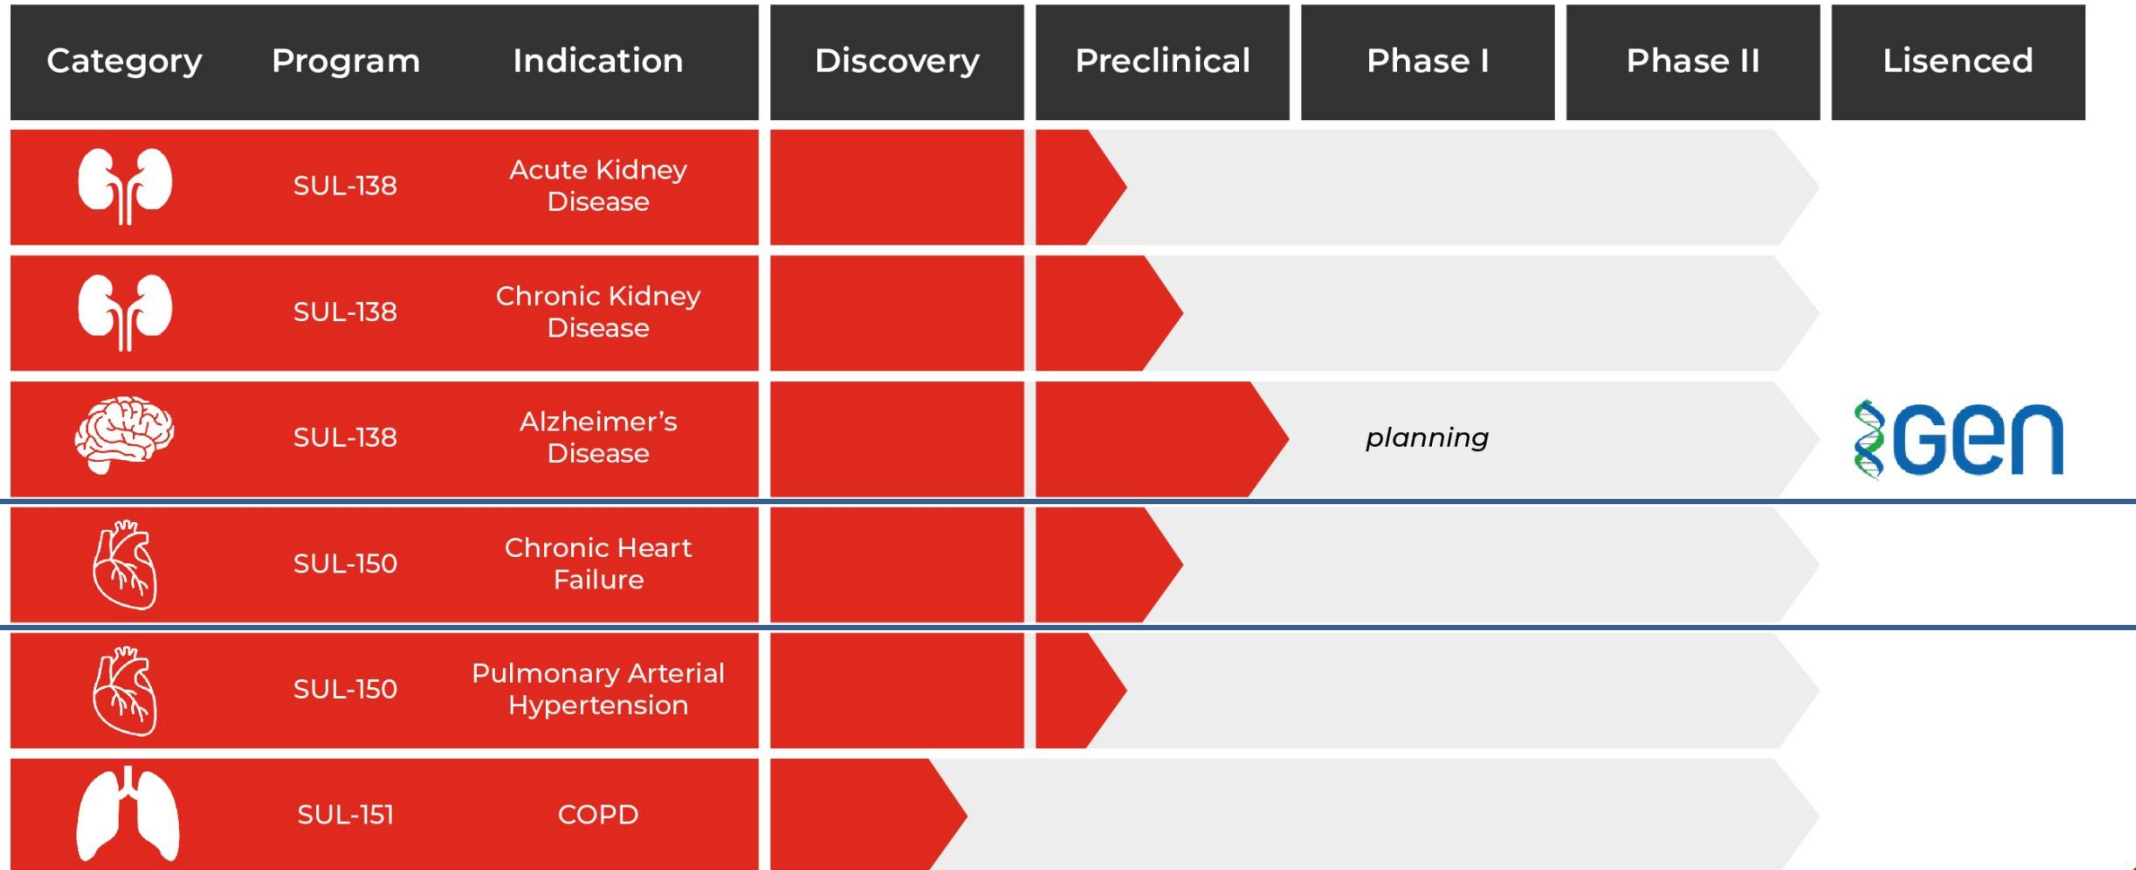 Category Program Indication Discovery Preclinical Phase I Phase II Lisenced
SUL-138
Acute Kidney
Disease
SUL-138
Chronic Kidney
Disease
SUL-138
Alzheimer’s
Disease
planning
Gen
SUL-150
Chronic Heart
Failure
SUL-150
Pulmonary Arterial
Hypertension
SUL-151
COPD